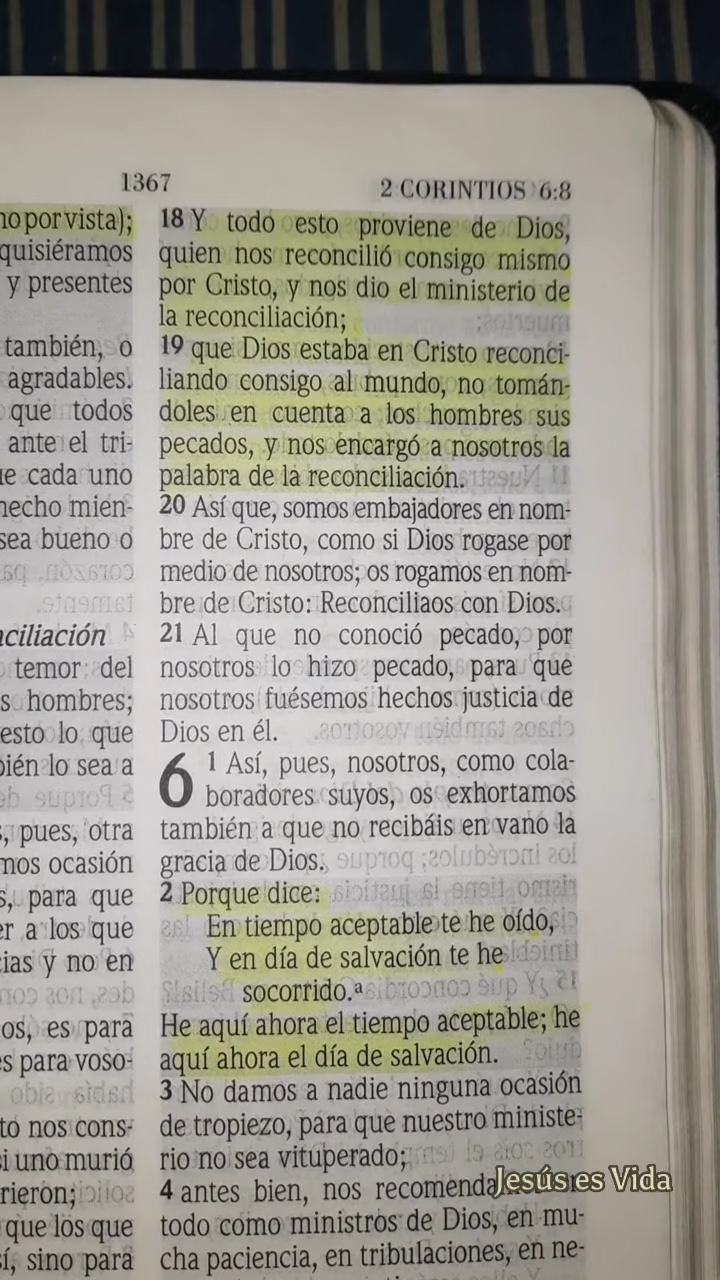 1367
2 CORINTIOS 6:8
no por vista);
quisiéramos
y presentes
también, o
agradables.
que todos
ante el tri-
cada uno
hecho mien-
sea bueno o
temor del
s hombres;
esto lo que
bién lo sea a
pues, otra
mos ocasión
s, para que
er a los que
cias y no en
os, es para
es para voso-
to nos cons-
si uno murió
rieron;
que los que
sí, sino para
18 Y todo esto proviene de Dios,
quien nos reconcilió consigo mismo
por Cristo, y nos dio el ministerio de
la reconciliación;
19 que Dios estaba en Cristo reconci-
liando consigo al mundo, no tomán-
doles en cuenta a los hombres sus
pecados, y nos encargó a nosotros la
palabra de la reconciliación.
20 Así que, somos embajadores en nom-
bre de Cristo, como si Dios rogase por
medio de nosotros; os rogamos en nom-
bre de Cristo: Reconciliaos con Dios.
21 Al que no conoció pecado, por
nosotros lo hizo pecado, para que
nosotros fuésemos hechos justicia de
Dios en él.
6 1 Así, pues, nosotros, como cola-
boradores suyos, os exhortamos
también a que no recibáis en vano la
gracia de Dios.
2 Porque dice:
En tiempo aceptable te he oído,
Y en día de salvación te he
socorrido.ª
He aquí ahora el tiempo aceptable; he
aquí ahora el día de salvación.
3 No damos a nadie ninguna ocasión
de tropiezo, para que nuestro ministe-
rio no sea vituperado;
4 antes bien, nos recomenda
todo como ministros de Dios, en mu-
cha paciencia, en tribulaciones, en ne-
Jesús es Vida